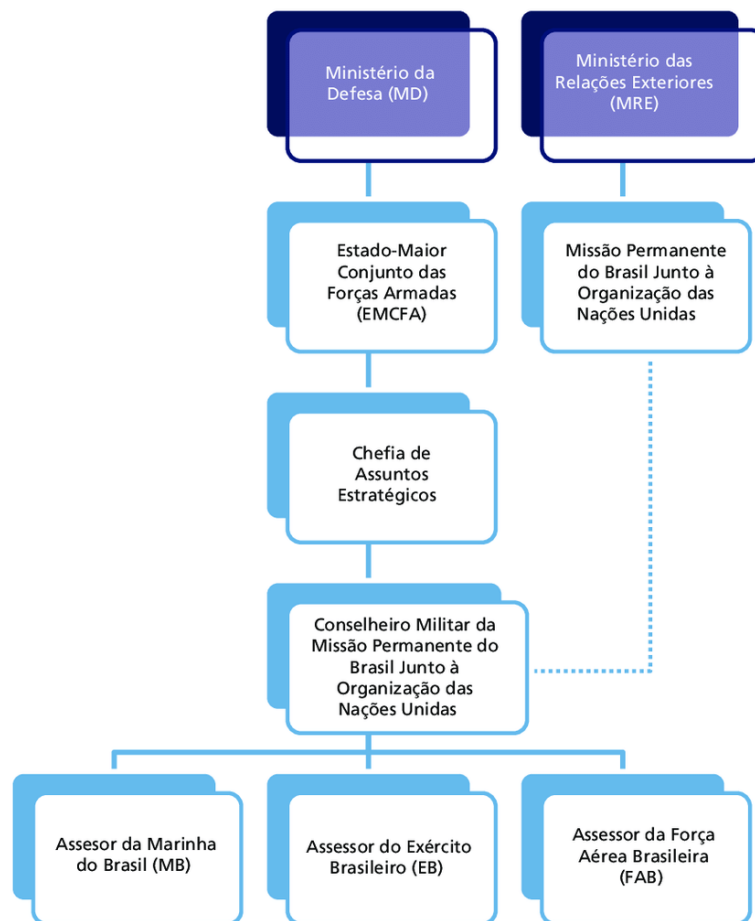 Ministério da
Defesa (MD)
Ministério das
Relações Exteriores
(MRE)
Estado-Maior
Conjunto das
Forças Armadas
(EMCFA)
Missão Permanente
do Brasil Junto à
Organização das
Nações Unidas
Chefia de
Assuntos
Estratégicos
Conselheiro Militar da
Missão Permanente do
Brasil Junto à
Organização das
Nações Unidas
Assesor da Marinha
do Brasil (MB)
Assessor do Exército
Brasileiro (EB)
Assessor da Força
Aérea Brasileira
(FAB)